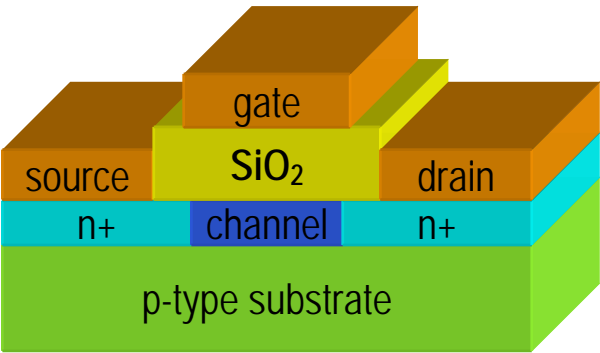 gate
SiO₂
source
drain
n+
channel
n+
p-type substrate